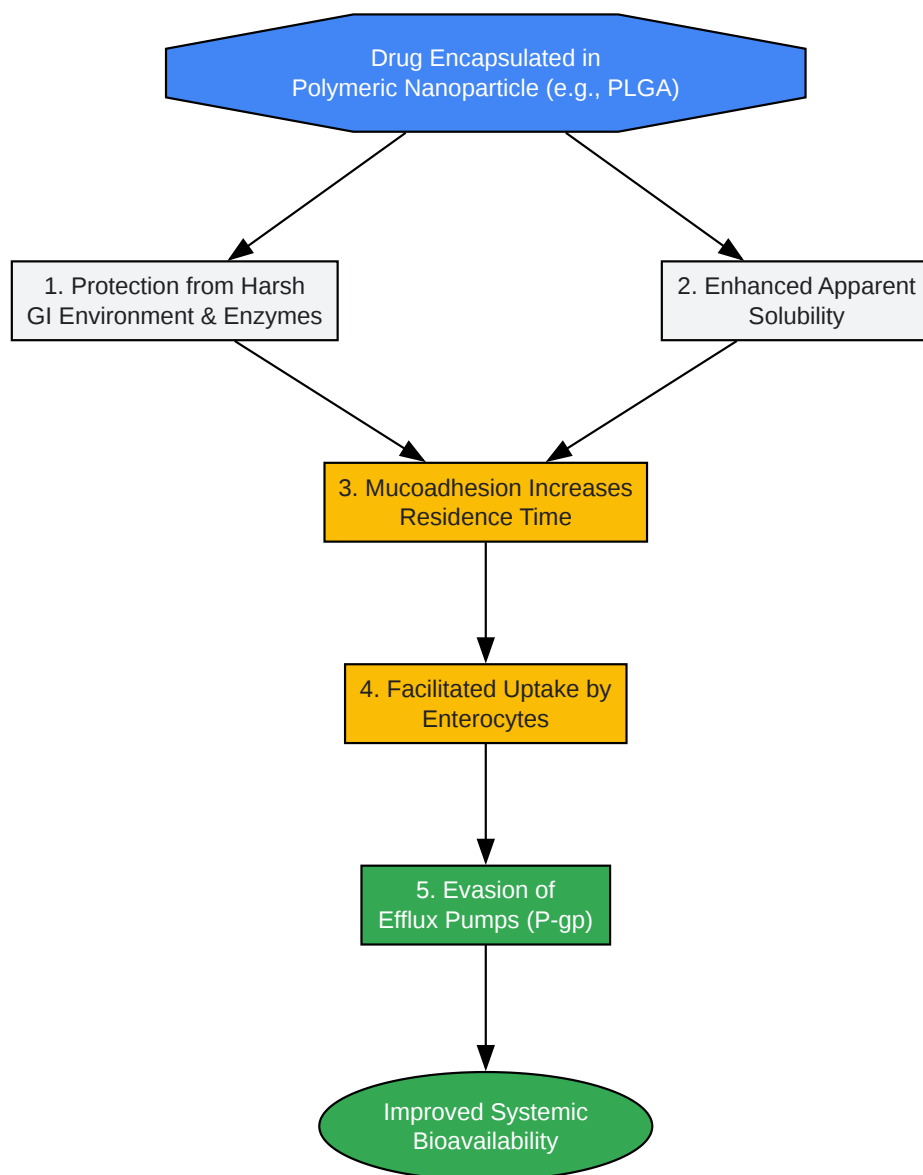 Drug Encapsulated in
Polymeric Nanoparticle (e.g., PLGA)
1. Protection from Harsh
GI Environment & Enzymes
2. Enhanced Apparent
Solubility
3. Mucoadhesion Increases
Residence Time
4. Facilitated Uptake by
Enterocytes
5. Evasion of
Efflux Pumps (P-gp)
Improved Systemic
Bioavailability